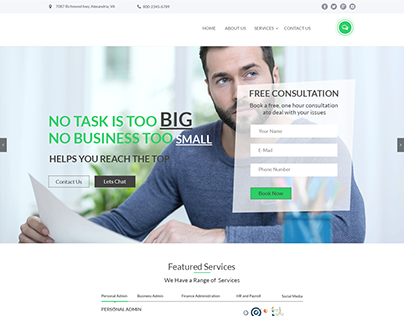 7087 Richmond hwy, Alexandria, VA
800-2345-6789
HOME ABOUT US SERVICES CONTACT US
NO TASK IS TOO BIG
NO BUSINESS TOO SMALL
HELPS YOU REACH THE TOP
Contact Us
Lets Chat
FREE CONSULTATION
Book a free, one hour consultation
ato deal with your issues
Your Name
E-Mail
Phone Number
Book Now
Featured Services
We Have a Range of Services
Personal Admin Business Admin Finance Administration HR and Payroll Social Media
PERSONAL ADMIN